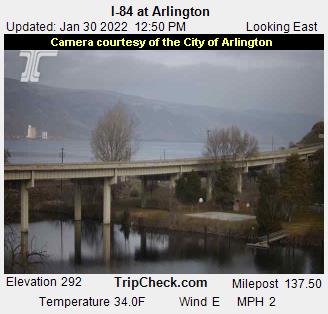 I-84 at Arlington
Updated: Jan 30 2022 12:50 PM Looking East
Camera courtesy of the City of Arlington
Elevation 292 TripCheck.com Milepost 137.50
Temperature 34.0F Wind E MPH 2